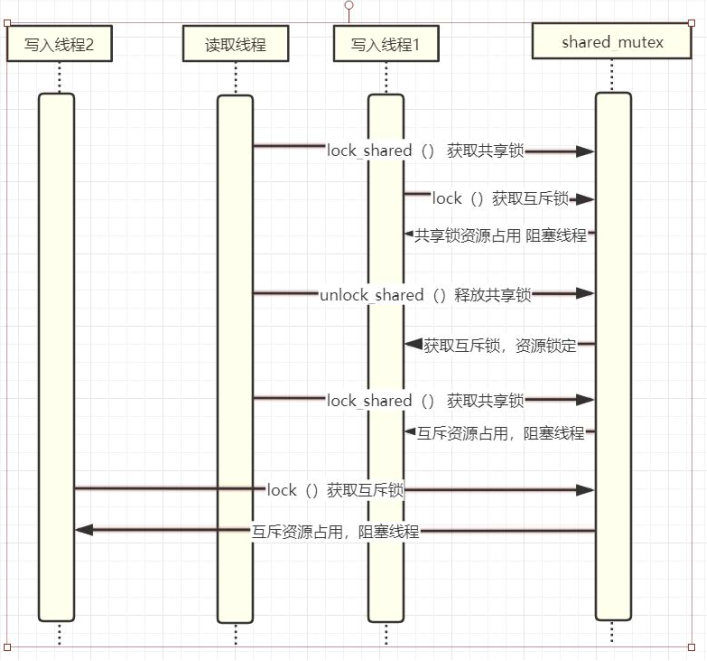 写入线程2
读取线程
写入线程1
shared_mutex
lock_shared（） 获取共享锁
lock（）获取互斥锁
共享锁资源占用 阻塞线程
unlock_shared（）释放共享锁
获取互斥锁，资源锁定
lock_shared（） 获取共享锁
互斥资源占用，阻塞线程
lock（）获取互斥锁
互斥资源占用，阻塞线程